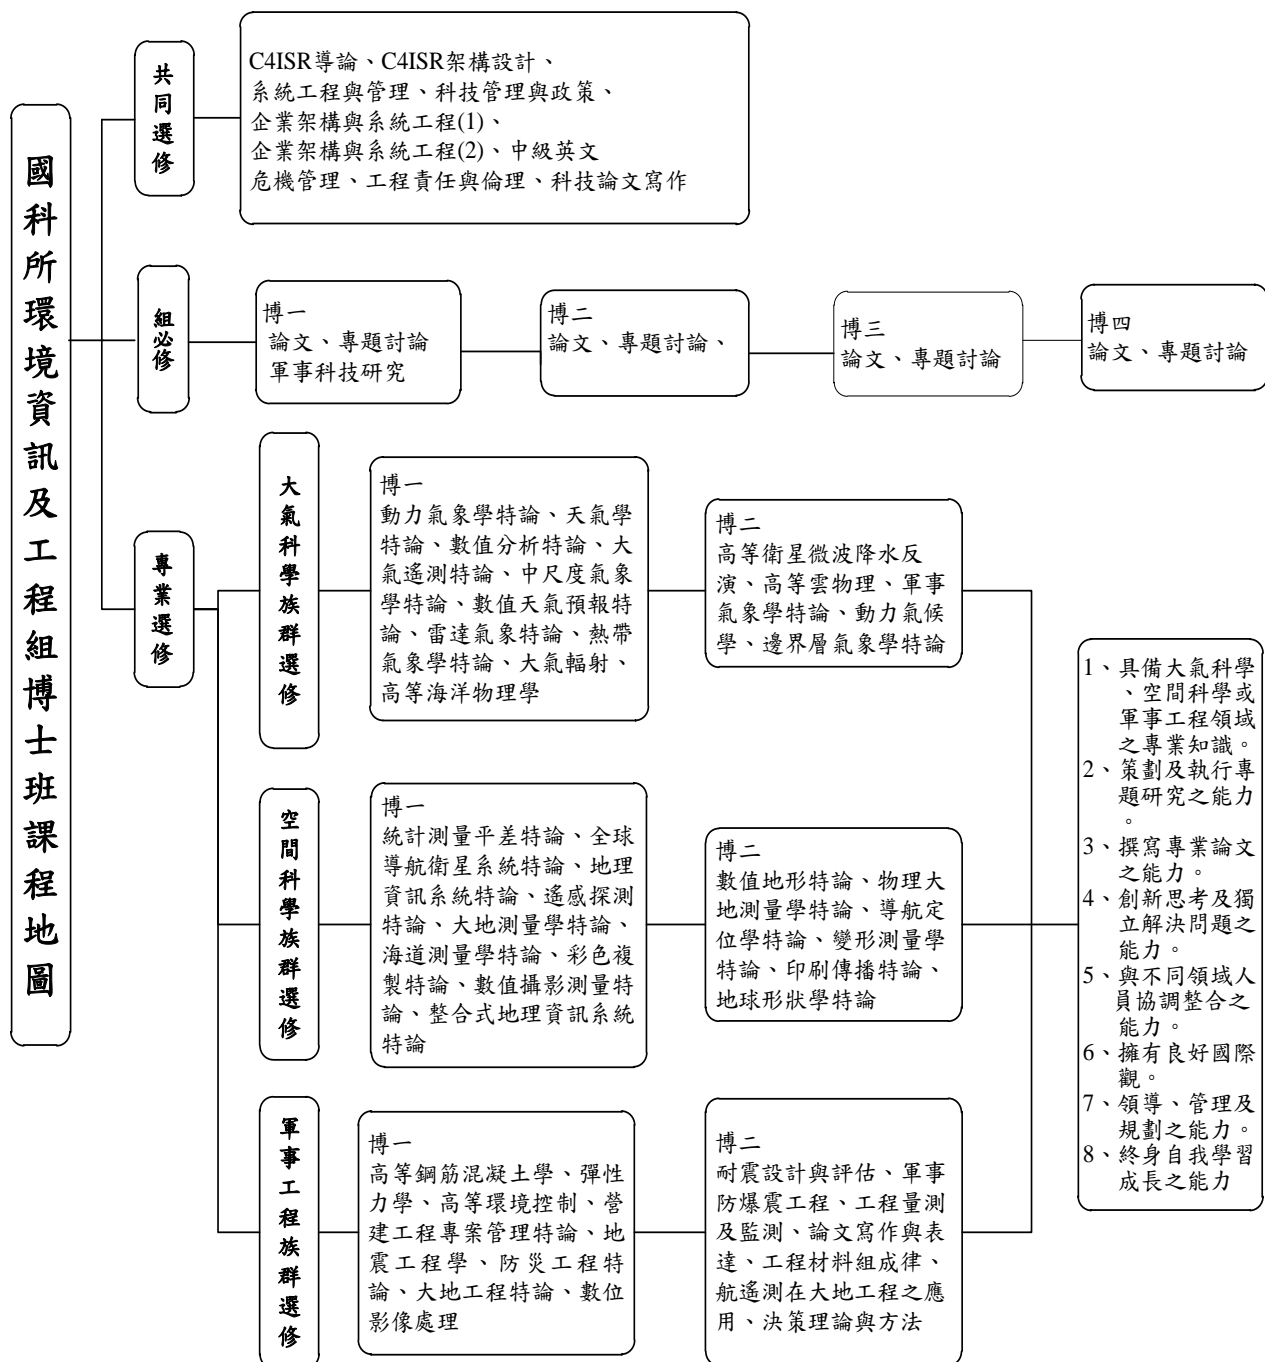 國科所環境資訊及工程組博士班課程地圖
共同選修
C4ISR導論、C4ISR架構設計、
系統工程與管理、科技管理與政策、
企業架構與系統工程(1)、
企業架構與系統工程(2)、中級英文
危機管理、工程責任與倫理、科技論文寫作
組必修
博一
論文、專題討論
軍事科技研究
博二
論文、專題討論、
博三
論文、專題討論
博四
論文、專題討論
專業選修
大氣科學族群選修
博一
動力氣象學特論、天氣學
特論、數值分析特論、大
氣遙測特論、中尺度氣象
學特論、數值天氣預報特
論、雷達氣象特論、熱帶
氣象學特論、大氣輻射、
高等海洋物理學
博二
高等衛星微波降水反
演、高等雲物理、軍事
氣象學特論、動力氣候
學、邊界層氣象學特論
空間科學族群選修
博一
統計測量平差特論、全球
導航衛星系統特論、地理
資訊系統特論、遙感探測
特論、大地測量學特論、
海道測量學特論、彩色複
製特論、數值攝影測量特
論、整合式地理資訊系統
特論
博二
數值地形特論、物理大
地測量學特論、導航定
位學特論、變形測量學
特論、印刷傳播特論、
地球形狀學特論
軍事工程族群選修
博一
高等鋼筋混凝土學、彈性
力學、高等環境控制、營
建工程專案管理特論、地
震工程學、防災工程特
論、大地工程特論、數位
影像處理
博二
耐震設計與評估、軍事
防爆震工程、工程量測
及監測、論文寫作與表
達、工程材料組成律、
航遙測在大地工程之應
用、決策理論與方法
1、具備大氣科學
、空間科學或
軍事工程領域
之專業知識。
2、策劃及執行專
題研究之能力
。
3、撰寫專業論文
之能力。
4、創新思考及獨
立解決問題之
能力。
5、與不同領域人
員協調整合之
能力。
6、擁有良好國際
觀。
7、領導、管理及
規劃之能力。
8、終身自我學習
成長之能力